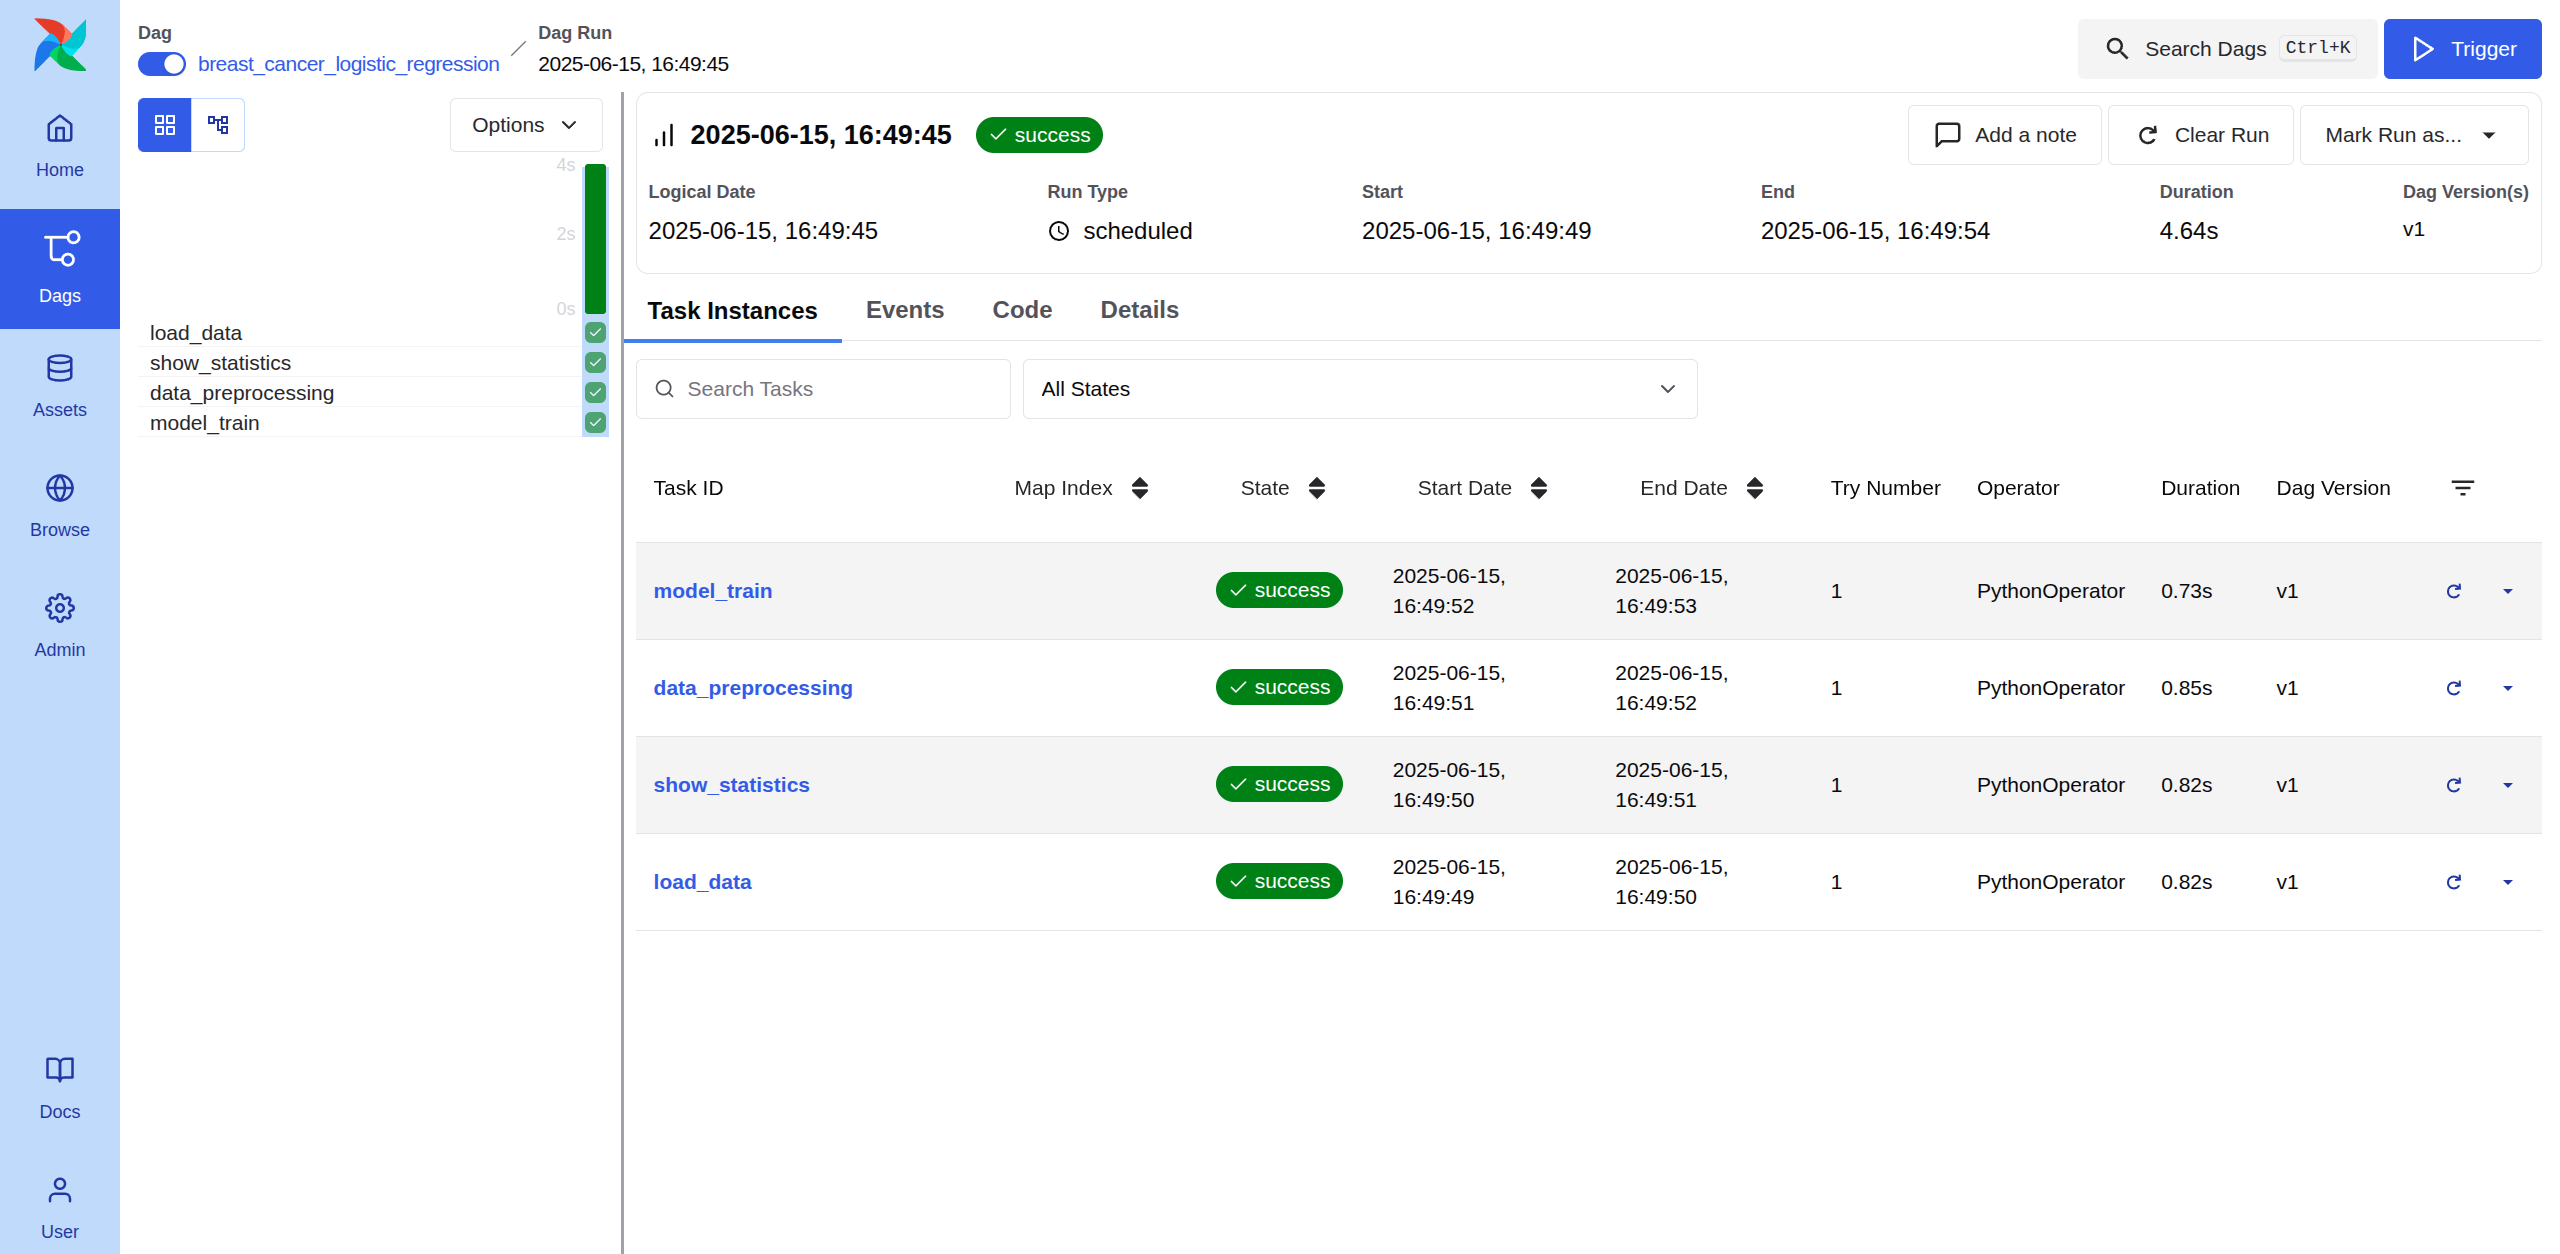 Dag
breast_cancer_logistic_regression
Dag Run
2025-06-15, 16:49:45
Search Dags Ctrl+K
Trigger
Home
Dags
Assets
Browse
Admin
Docs
User
Options
4s
2s
0s
load_data
show_statistics
data_preprocessing
model_train
2025-06-15, 16:49:45 success
Add a note
Clear Run
Mark Run as...
Logical Date Run Type Start End Duration Dag Version(s)
2025-06-15, 16:49:45 scheduled 2025-06-15, 16:49:49 2025-06-15, 16:49:54 4.64s v1
Task Instances Events Code Details
Search Tasks
All States
Task ID Map Index State Start Date End Date Try Number Operator Duration Dag Version
model_train success 2025-06-15, 16:49:52 2025-06-15, 16:49:53 1 PythonOperator 0.73s v1
data_preprocessing success 2025-06-15, 16:49:51 2025-06-15, 16:49:52 1 PythonOperator 0.85s v1
show_statistics success 2025-06-15, 16:49:50 2025-06-15, 16:49:51 1 PythonOperator 0.82s v1
load_data success 2025-06-15, 16:49:49 2025-06-15, 16:49:50 1 PythonOperator 0.82s v1